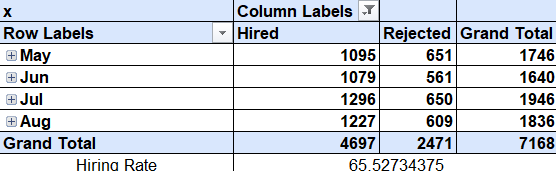 x Column Labels
Row Labels Hired Rejected Grand Total
May 1095 651 1746
Jun 1079 561 1640
Jul 1296 650 1946
Aug 1227 609 1836
Grand Total 4697 2471 7168
Hiring Rate 65.52734375